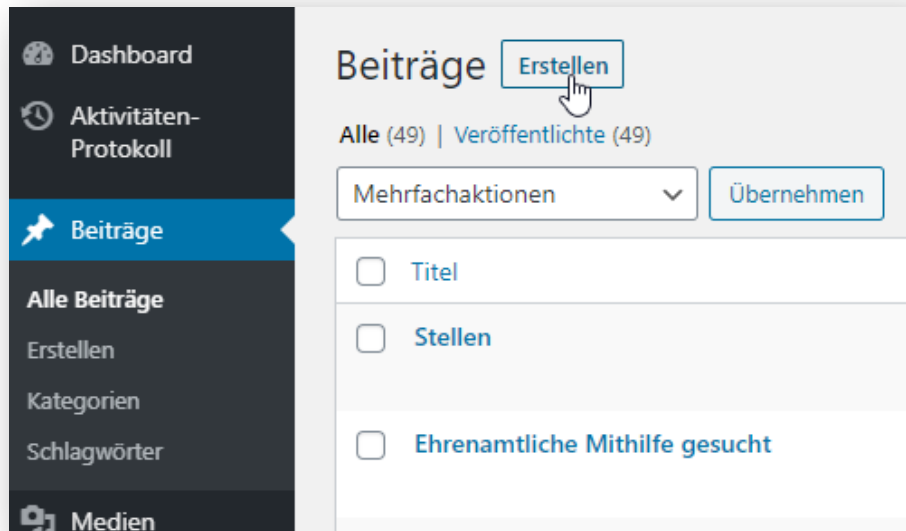 Dashboard
Aktivitäten-
Protokoll
Beiträge
Alle Beiträge
Erstellen
Kategorien
Schlagwörter
Medien
Beiträge Erstellen
Alle (49) | Veröffentlichte (49)
Mehrfachaktionen Übernehmen
Titel
Stellen
Ehrenamtliche Mithilfe gesucht